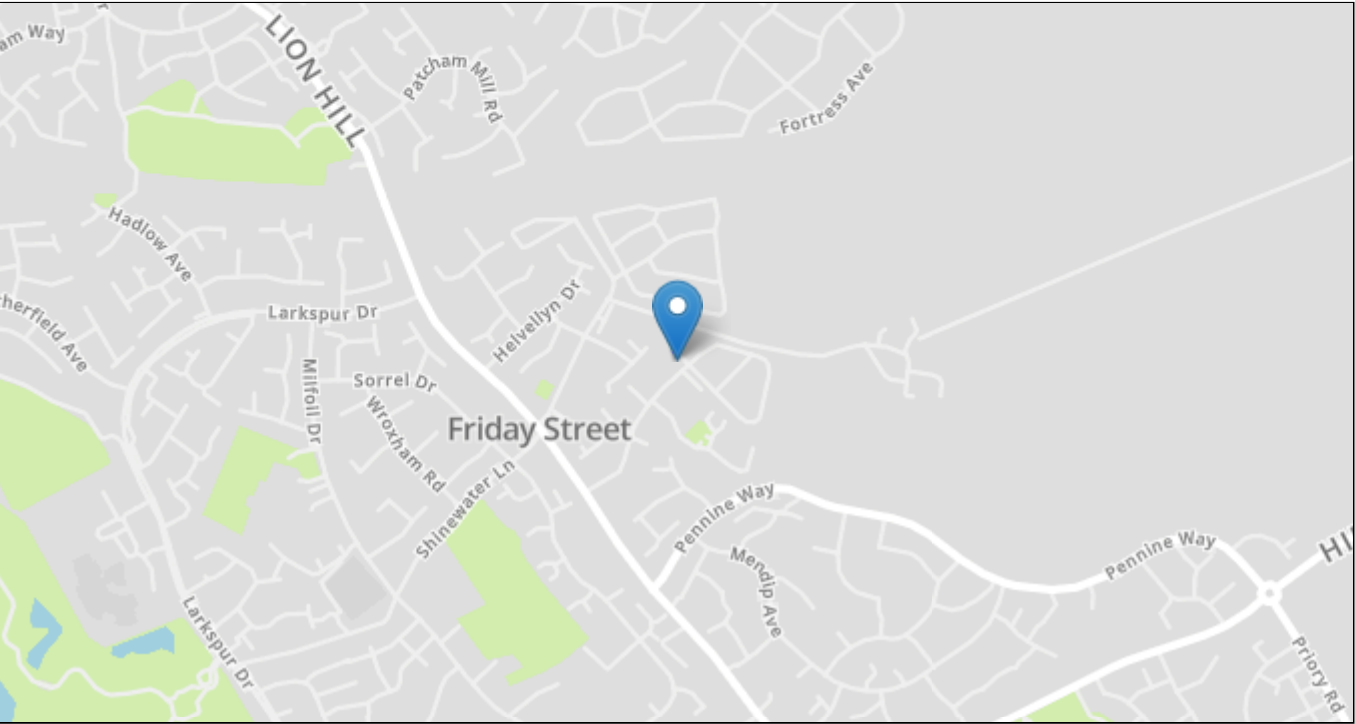 am Way
LION HILL
Patcham Mill Rd
Fortress Ave
Hadlow Ave
Helvellyn Dr
Larkspur Dr
herfield Ave
Milfoil Dr
Sorrel Dr
Wroxham Rd
Friday Street
Shinewater Ln
Pennine Way
Pennine Way
Mendip Ave
HI
Larkspur Dr
Priory Rd